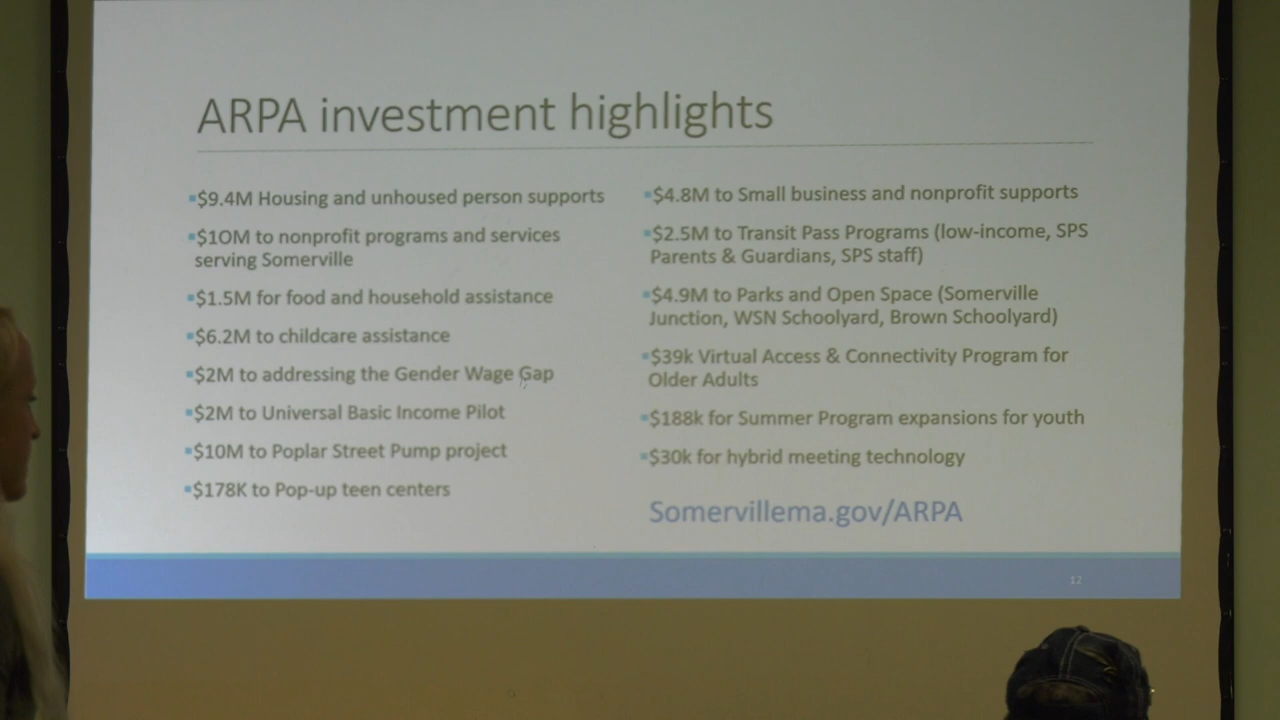 ARPA investment highlights
▪$9.4M Housing and unhoused person supports
▪$10M to nonprofit programs and services
serving Somerville
▪$1.5M for food and household assistance
▪$6.2M to childcare assistance
▪$2M to addressing the Gender Wage Gap
▪$2M to Universal Basic Income Pilot
▪$10M to Poplar Street Pump project
▪$178K to Pop-up teen centers
▪$4.8M to Small business and nonprofit supports
▪$2.5M to Transit Pass Programs (low-income, SPS
Parents & Guardians, SPS staff)
▪$4.9M to Parks and Open Space (Somerville
Junction, WSN Schoolyard, Brown Schoolyard)
▪$39k Virtual Access & Connectivity Program for
Older Adults
▪$188k for Summer Program expansions for youth
▪$30k for hybrid meeting technology
Somervillema.gov/ARPA
12